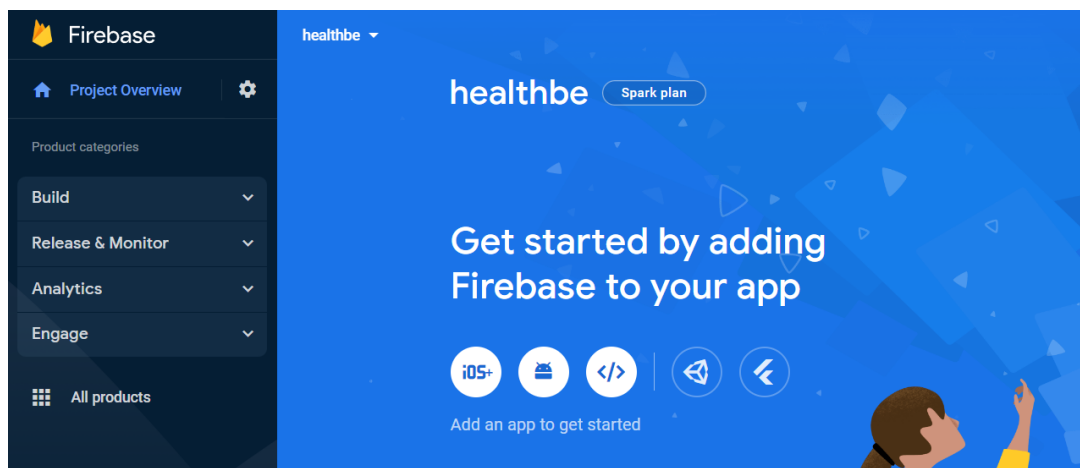 Firebase
healthbe
Project Overview
Product categories
Build
Release & Monitor
Analytics
Engage
All products
healthbe
Spark plan
Get started by adding
Firebase to your app
iOS+
</>
Add an app to get started